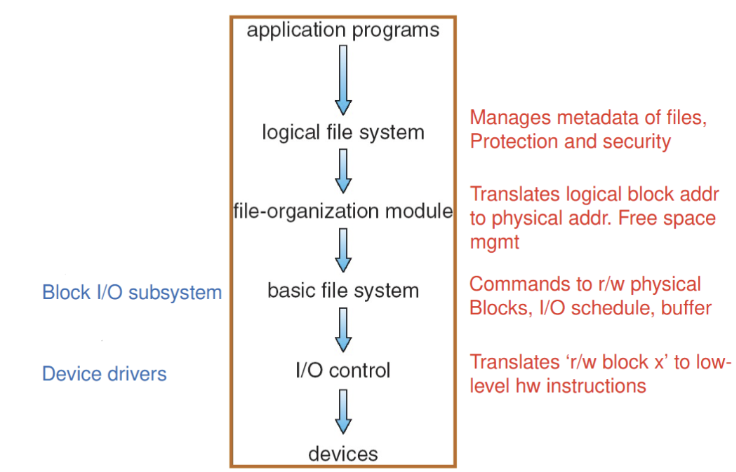 application programs
logical file system
Manages metadata of files,
Protection and security
file-organization module
Translates logical block addr
to physical addr. Free space
mgmt
Block I/O subsystem
basic file system
Commands to r/w physical
Blocks, I/O schedule, buffer
Device drivers
I/O control
Translates ‘r/w block x’ to low-
level hw instructions
devices